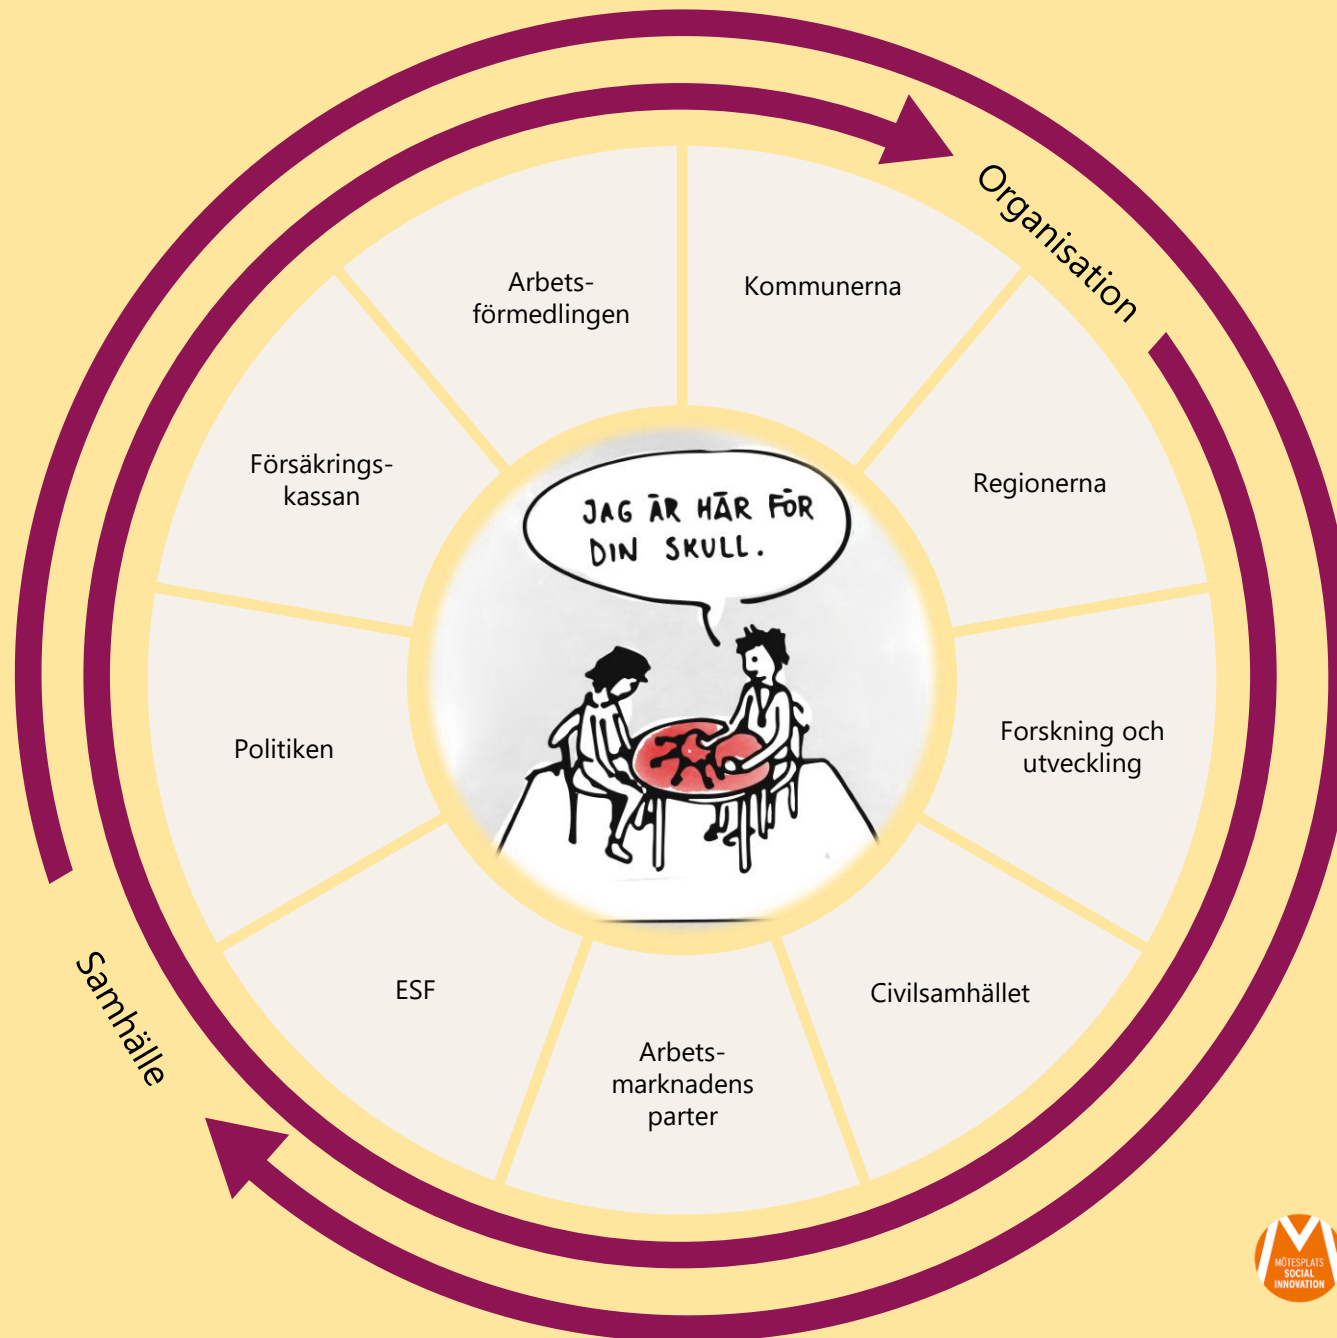 Organisation
Arbets-
förmedlingen
Kommunerna
Försäkrings-
kassan
Regionerna
JAG ÄR HÄR FÖR
DIN SKULL.
Politiken
Forskning och
utveckling
ESF
Civilsamhället
Arbets-
marknadens
parter
Samhälle
MÖTESPLATS
SOCIAL
INNOVATION